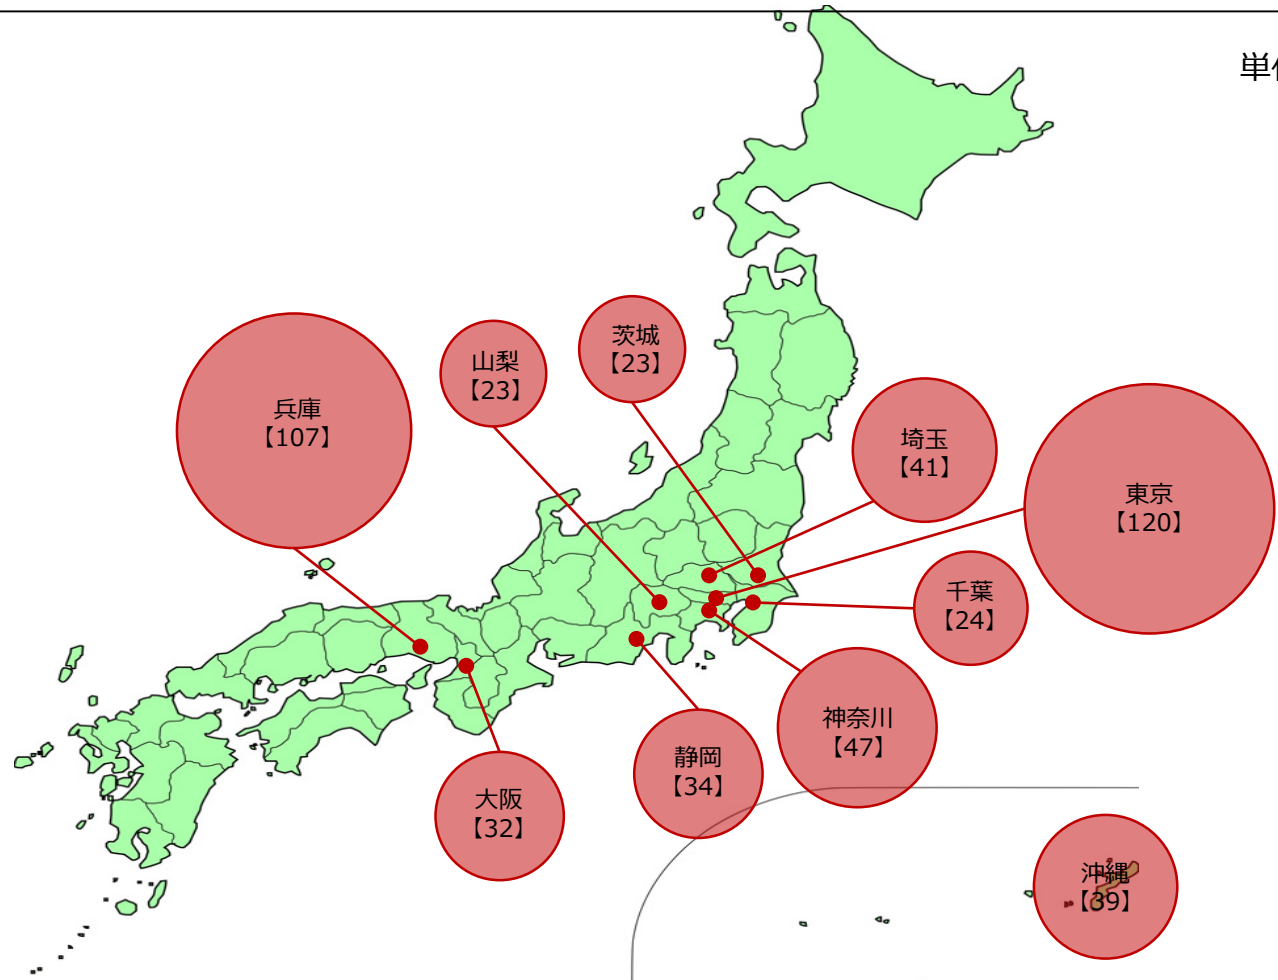 単
茨城
【23】
山梨
【23】
兵庫
【107】
埼玉
【41】
東京
【120】
千葉
【24】
神奈川
【47】
静岡
【34】
大阪
【32】
沖縄
【39】